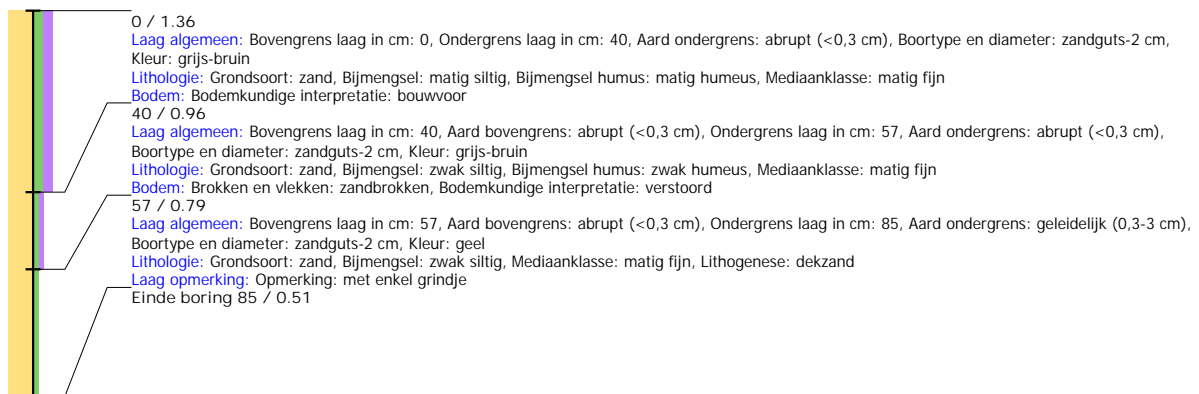 0 / 1.36
Laag algemeen: Bovengrens laag in cm: 0, Ondergrens laag in cm: 40, Aard ondergrens: abrupt (<0,3 cm), Boortype en diameter: zandguts-2 cm,
Kleur: grijs-bruin
Lithologie: Grondsoort: zand, Bijmengsel: matig siltig, Bijmengsel humus: matig humeus, Mediaanklasse: matig fijn
Bodem: Bodemkundige interpretatie: bouwvoor
40 / 0.96
Laag algemeen: Bovengrens laag in cm: 40, Aard bovengrens: abrupt (<0,3 cm), Ondergrens laag in cm: 57, Aard ondergrens: abrupt (<0,3 cm),
Boortype en diameter: zandguts-2 cm, Kleur: grijs-bruin
Lithologie: Grondsoort: zand, Bijmengsel: zwak siltig, Bijmengsel humus: zwak humeus, Mediaanklasse: matig fijn
Bodem: Brokken en vlekken: zandbrokken, Bodemkundige interpretatie: verstoord
57 / 0.79
Laag algemeen: Bovengrens laag in cm: 57, Aard bovengrens: abrupt (<0,3 cm), Ondergrens laag in cm: 85, Aard ondergrens: geleidelijk (0,3-3 cm),
Boortype en diameter: zandguts-2 cm, Kleur: geel
Lithologie: Grondsoort: zand, Bijmengsel: zwak siltig, Mediaanklasse: matig fijn, Lithogenese: dekzand
Laag opmerking: Opmerking: met enkel grindje
Einde boring 85 / 0.51